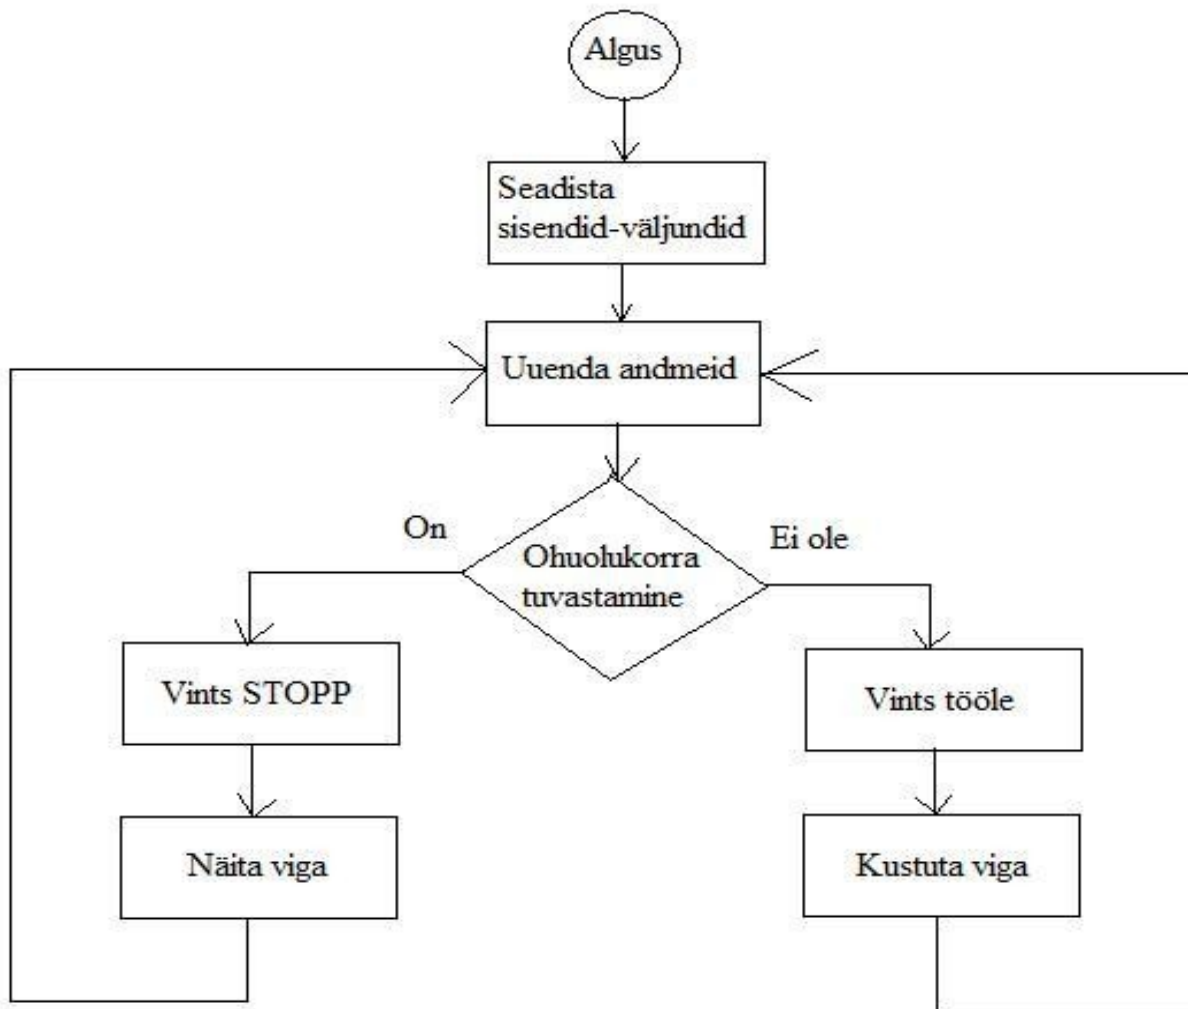 Algus
Seadista
sisendid-väljundid
Uuenda andmeid
On
Ei ole
Ohuolukorra
tuvastamine
Vints STOPP
Vints tööle
Näita viga
Kustuta viga